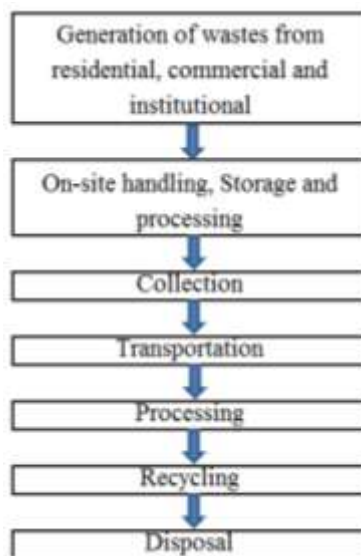 Generation of wastes from
residential, commercial and
institutional
On-site handling, Storage and
processing
Collection
Transportation
Processing
Recycling
Disposal